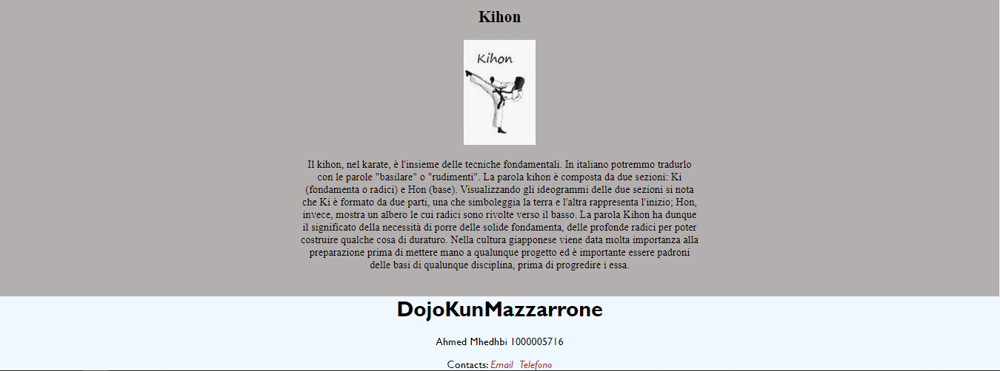 Kihon
Kihon
Il kihon, nel karate, è l'insieme delle tecniche fondamentali. In italiano potremmo tradurlo
con le parole "basilare" o "rudimenti". La parola kihon è composta da due sezioni: Ki
(fondamenta o radici) e Hon (base). Visualizzando gli ideogrammi delle due sezioni si nota
che Ki è formato da due parti, una che simboleggia la terra e l'altra rappresenta l'inizio; Hon,
invece, mostra un albero le cui radici sono rivolte verso il basso. La parola Kihon ha dunque
il significato della necessità di porre delle solide fondamenta, delle profonde radici per poter
costruire qualche cosa di duraturo. Nella cultura giapponese viene data molta importanza alla
preparazione prima di mettere mano a qualunque progetto ed è importante essere padroni
delle basi di qualunque disciplina, prima di progredire i essa.
DojoKunMazzarrone
Ahmed Mhedhbi 1000005716
Contacts: Email Telefono